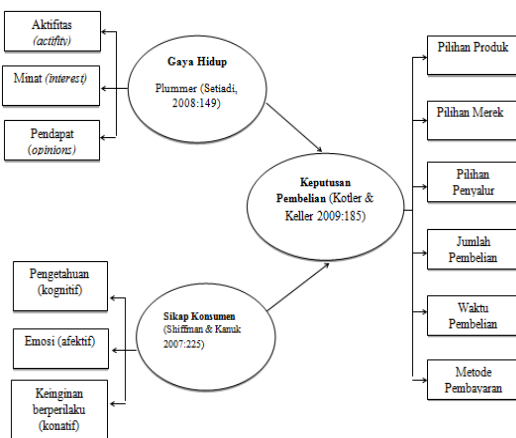 Aktifitas
(actifity)
Minat (interest)
Pendapat
(opinions)
Gaya Hidup
Plummer (Setiadi,
2008:149)
Keputusan
Pembelian (Kotler &
Keller 2009:185)
Pengetahuan
(kognitif)
Emosi (afektif)
Keinginan
berperilaku
(konatif)
Sikap Konsumen
(Shiffman & Kanuk
2007:225)
Pilihan Produk
Pilihan Merek
Pilihan
Penyalur
Jumlah
Pembelian
Waktu
Pembelian
Metode
Pembayaran